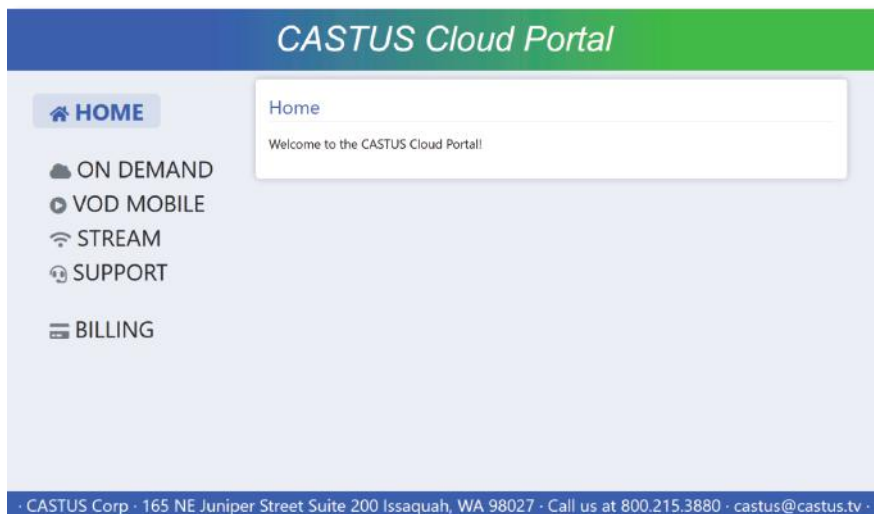 CASTUS Cloud Portal
HOME
ON DEMAND
VOD MOBILE
STREAM
SUPPORT
BILLING
Home
Welcome to the CASTUS Cloud Portal!
· CASTUS Corp · 165 NE Juniper Street Suite 200 Issaquah, WA 98027 · Call us at 800.215.3880 · castus@castus.tv ·